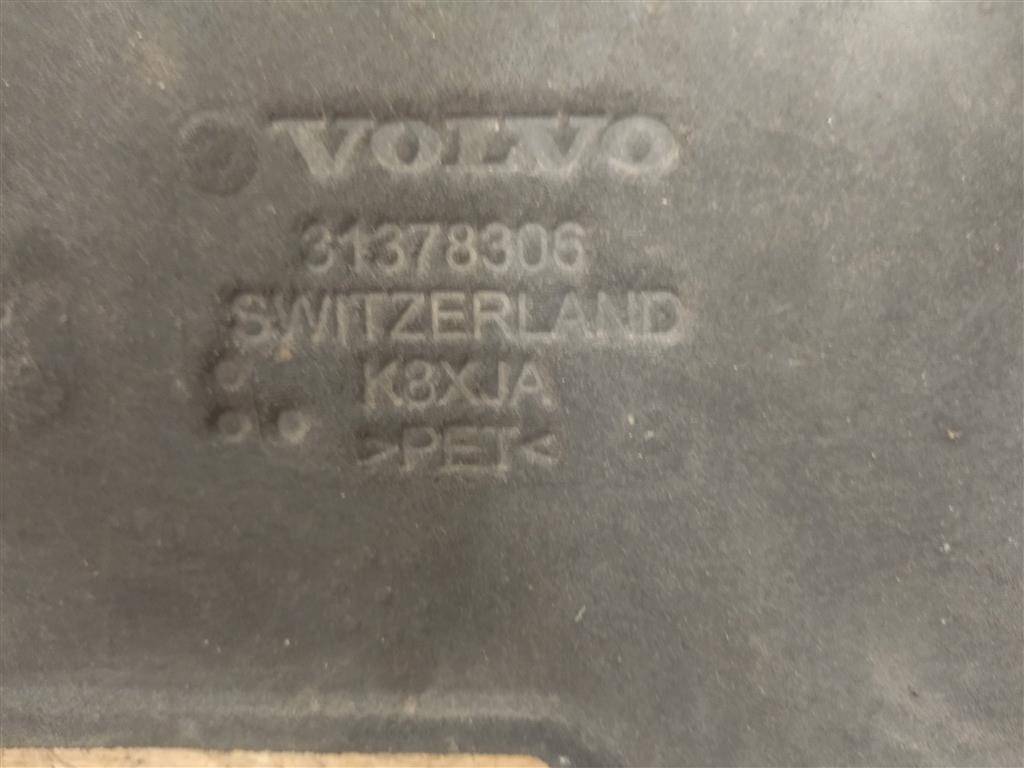 VOLVO
31378306
SWITZERLAND
K8XJA
>PET<